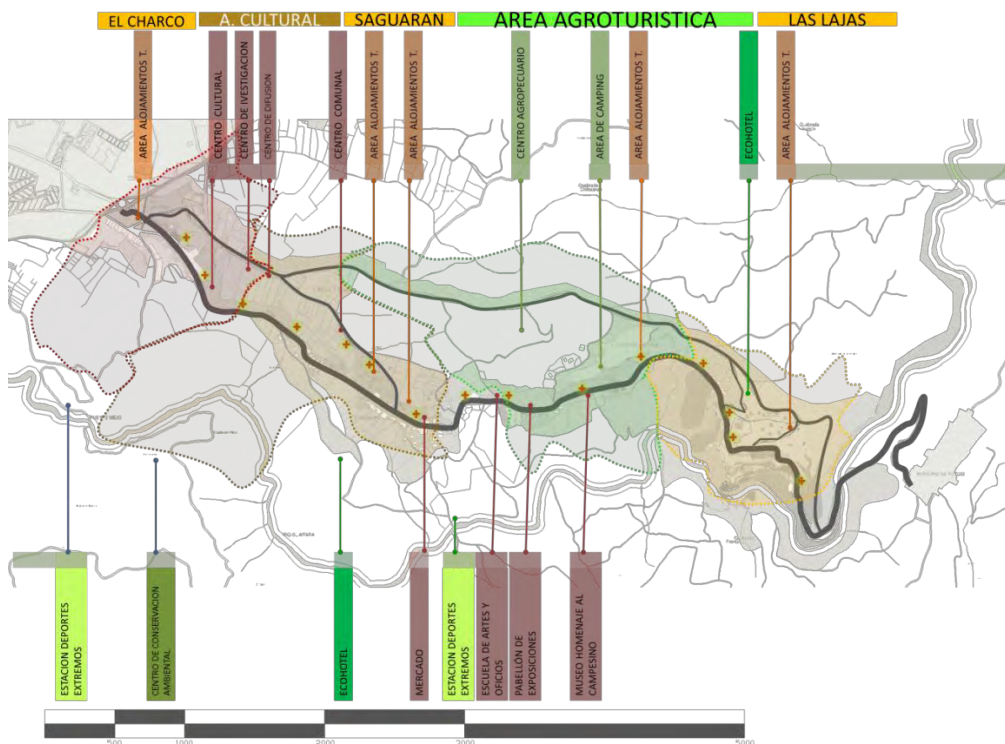 EL CHARCO
A. CULTURAL
SAGUARAN
AREA AGROTURISTICA
LAS LAJAS
AREA ALOJAMIENTOS T.
CENTRO CULTURAL
CENTRO DE IVESTIGACION
CENTRO DE DIFUSION
CENTRO COMUNAL
AREA ALOJAMIENTOS T.
AREA ALOJAMIENTOS T.
CENTRO AGROPECUARIO
AREA DE CAMPING
AREA ALOJAMIENTOS T.
ECOHOTEL
AREA ALOJAMIENTOS T.
ESTACION DEPORTES
EXTREMOS
CENTRO DE CONSERVACION
AMBIENTAL
ECOHOTEL
MERCADO
ESTACION DEPORTES
EXTREMOS
ESCUELA DE ARTES Y
OFICIOS
PABELLÓN DE
EXPOSICIONES
MUSEO HOMENAJE AL
CAMPESINO
500
1000
2000
3000
5000